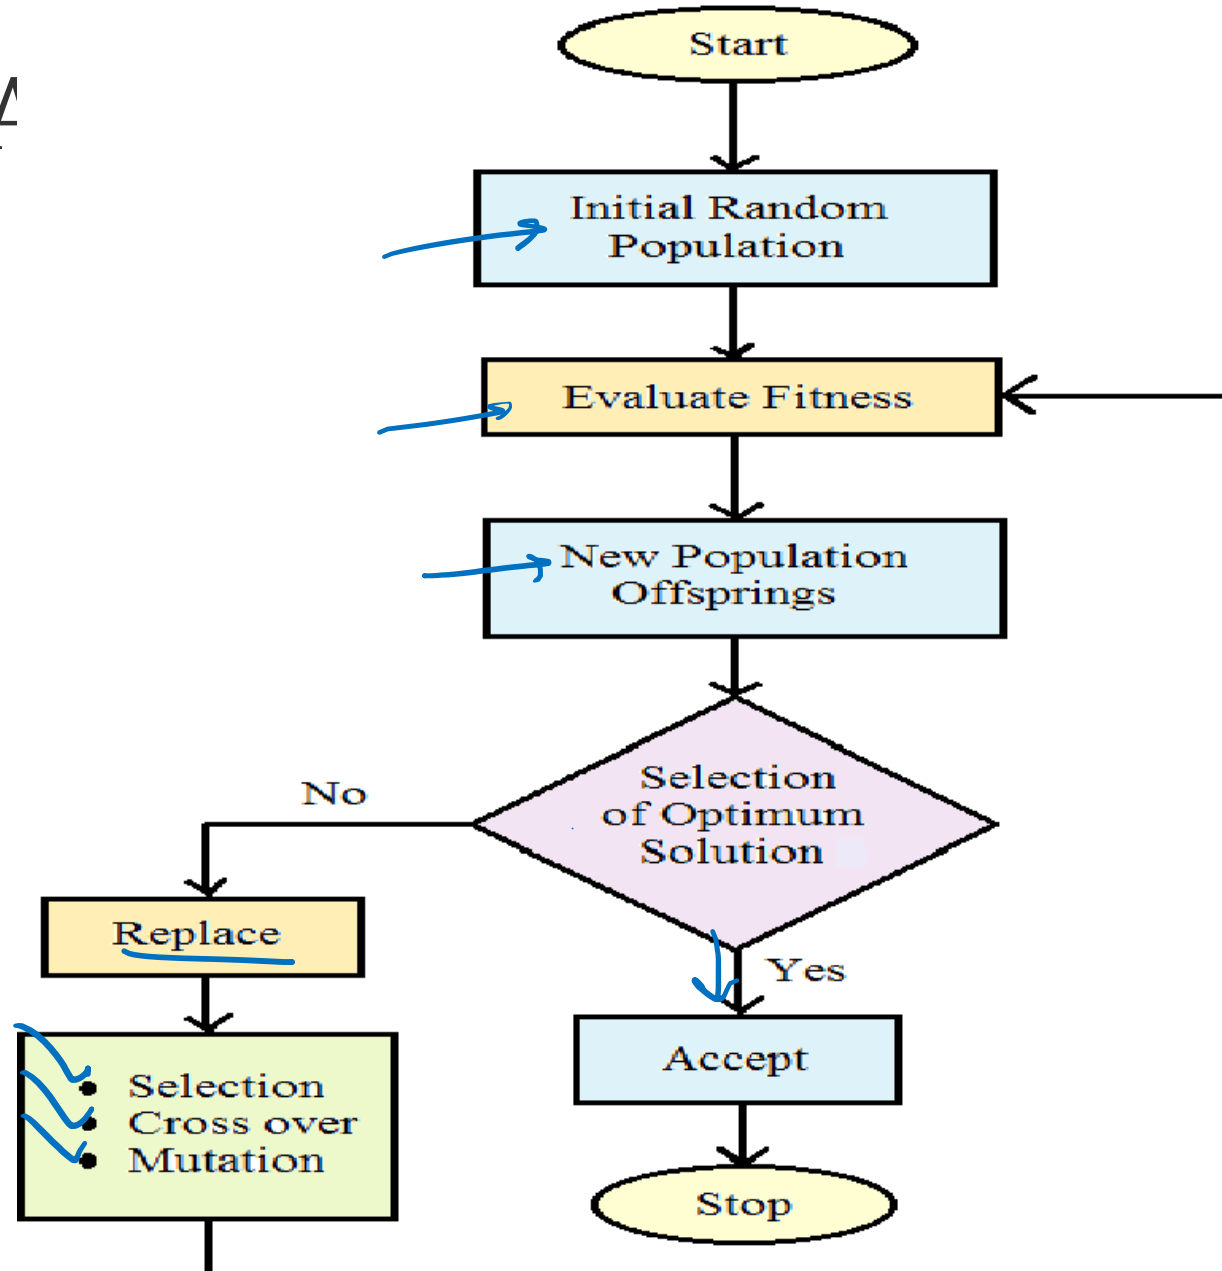 Start
Initial Random
Population
Evaluate Fitness
New Population
Offsprings
Selection
of Optimum
Solution
No
Yes
Replace
Accept
• Selection
• Cross over
• Mutation
Stop